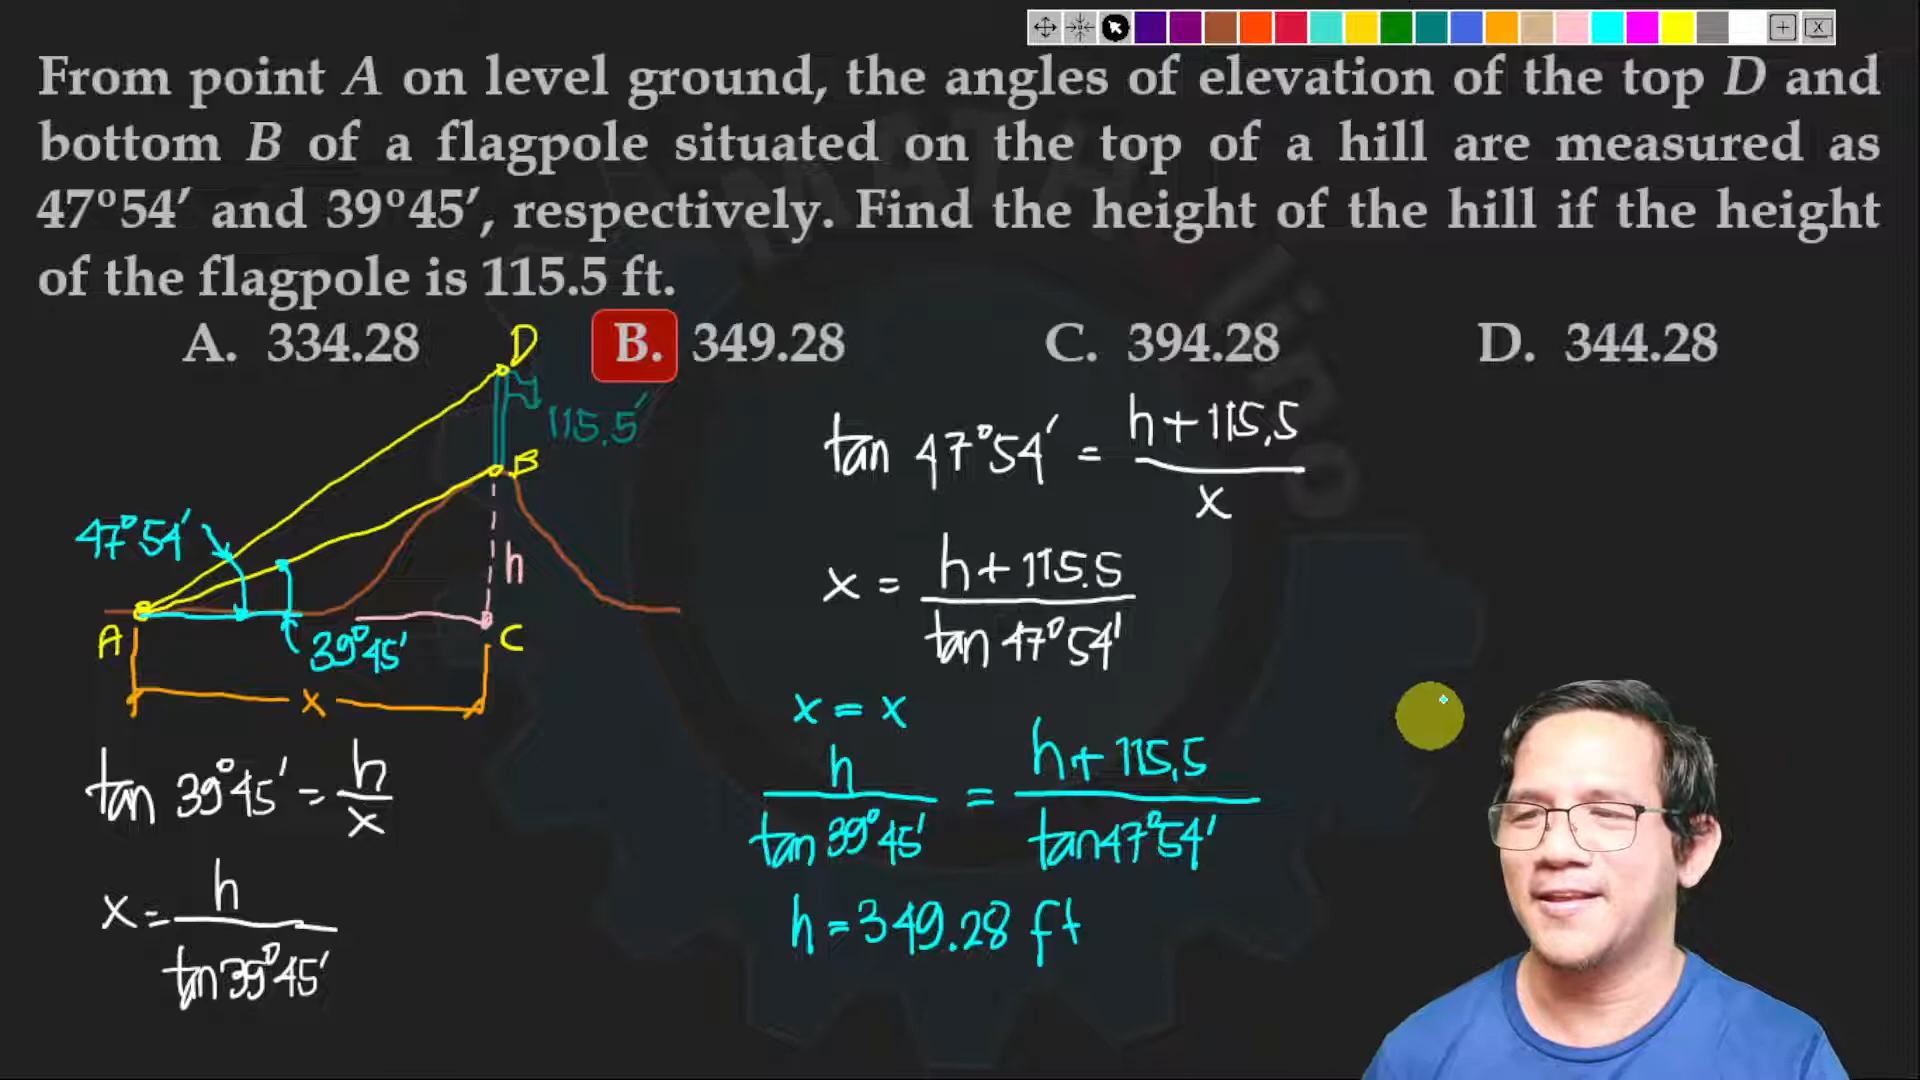 From point A on level ground, the angles of elevation of the top D and
bottom B of a flagpole situated on the top of a hill are measured as
47°54′ and 39°45′, respectively. Find the height of the hill if the height
of the flagpole is 115.5 ft.
A. 334.28 B. 349.28 C. 394.28 D. 344.28
D
115.5′
B
47°54′
h
A
39°45′
C
x
tan 39°45′ = h/x
x = h/tan 39°45′
tan 47°54′ = h+115.5/x
x = h+115.5/tan 47°54′
x = x
h/tan 39°45′ = h+115.5/tan 47°54′
h = 349.28 ft
MATH
lino